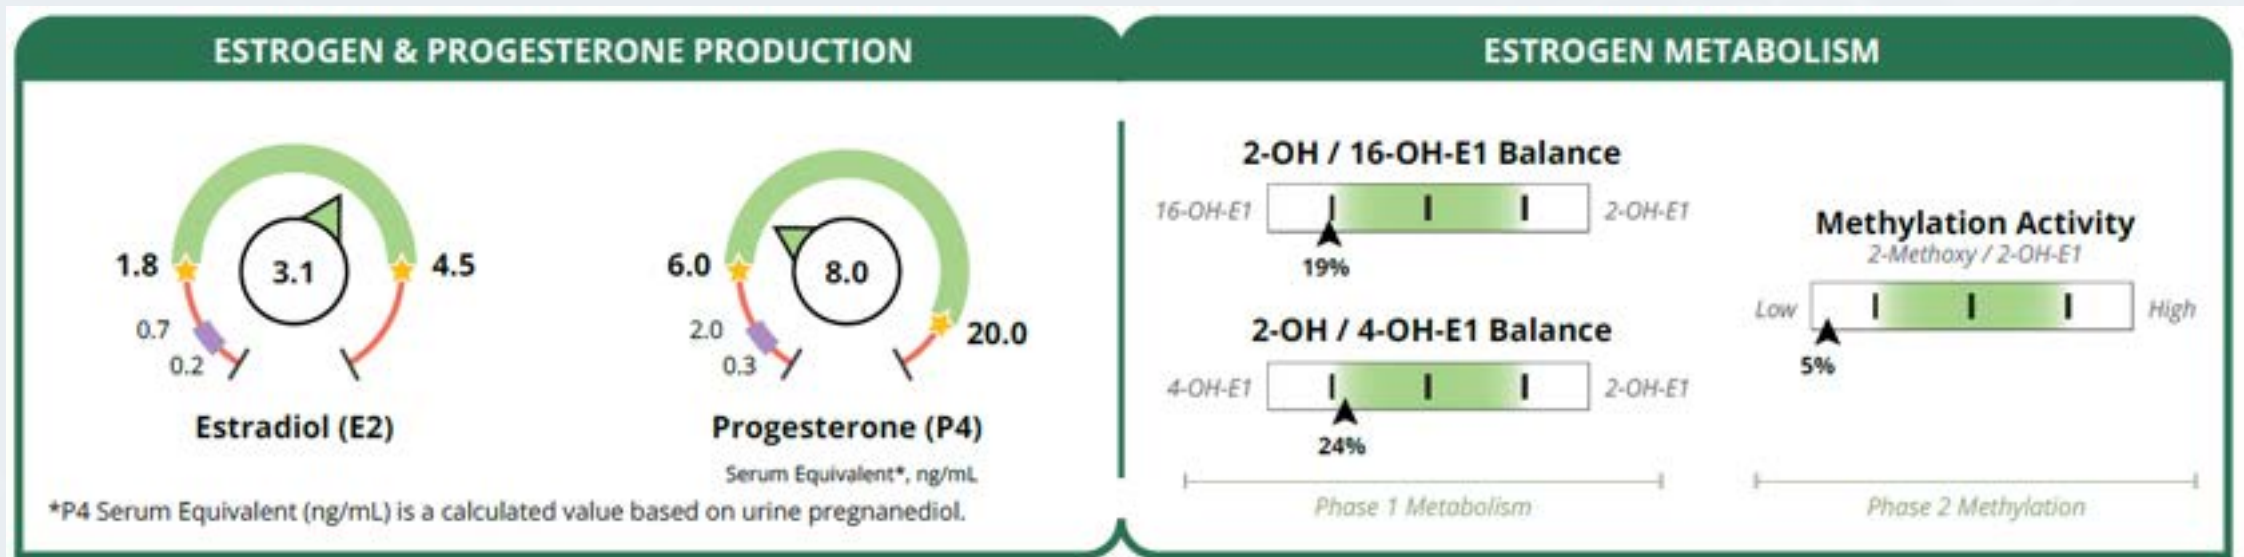 ESTROGEN & PROGESTERONE PRODUCTION
1.8
4.5
3.1
0.7
0.2
Estradiol (E2)
6.0
8.0
20.0
2.0
0.3
Progesterone (P4)
Serum Equivalent*, ng/mL
*P4 Serum Equivalent (ng/mL) is a calculated value based on urine pregnanediol.
ESTROGEN METABOLISM
2-OH / 16-OH-E1 Balance
16-OH-E1
2-OH-E1
19%
2-OH / 4-OH-E1 Balance
4-OH-E1
2-OH-E1
24%
Phase 1 Metabolism
Methylation Activity
2-Methoxy / 2-OH-E1
Low
High
5%
Phase 2 Methylation